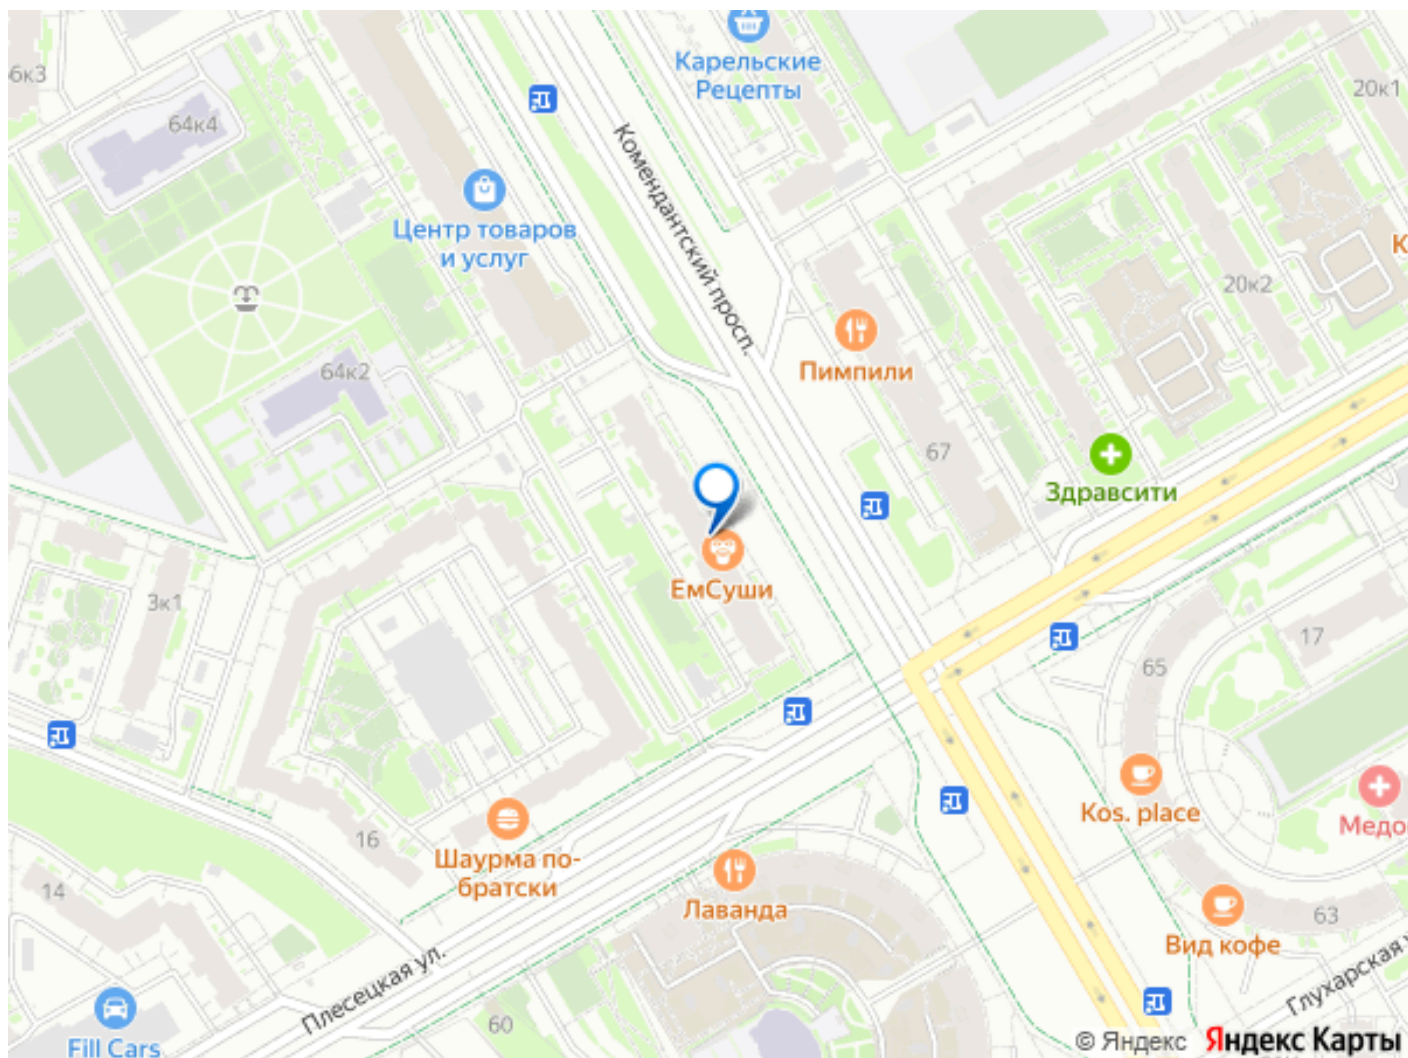 Карельские
Рецепты
6к3
20к1
64к4
Комендантский просп.
Центр товаров
и услуг
К
20к2
64к2
Пимпили
67
Здравсити
ЕмСуши
3к1
17
65
Kos. place
Медо
16
Шаурма по-
братски
Лаванда
14
63
Вид кофе
Плесецкая ул.
Глухарская у
60
Fill Cars
© Яндекс Яндекс Карты